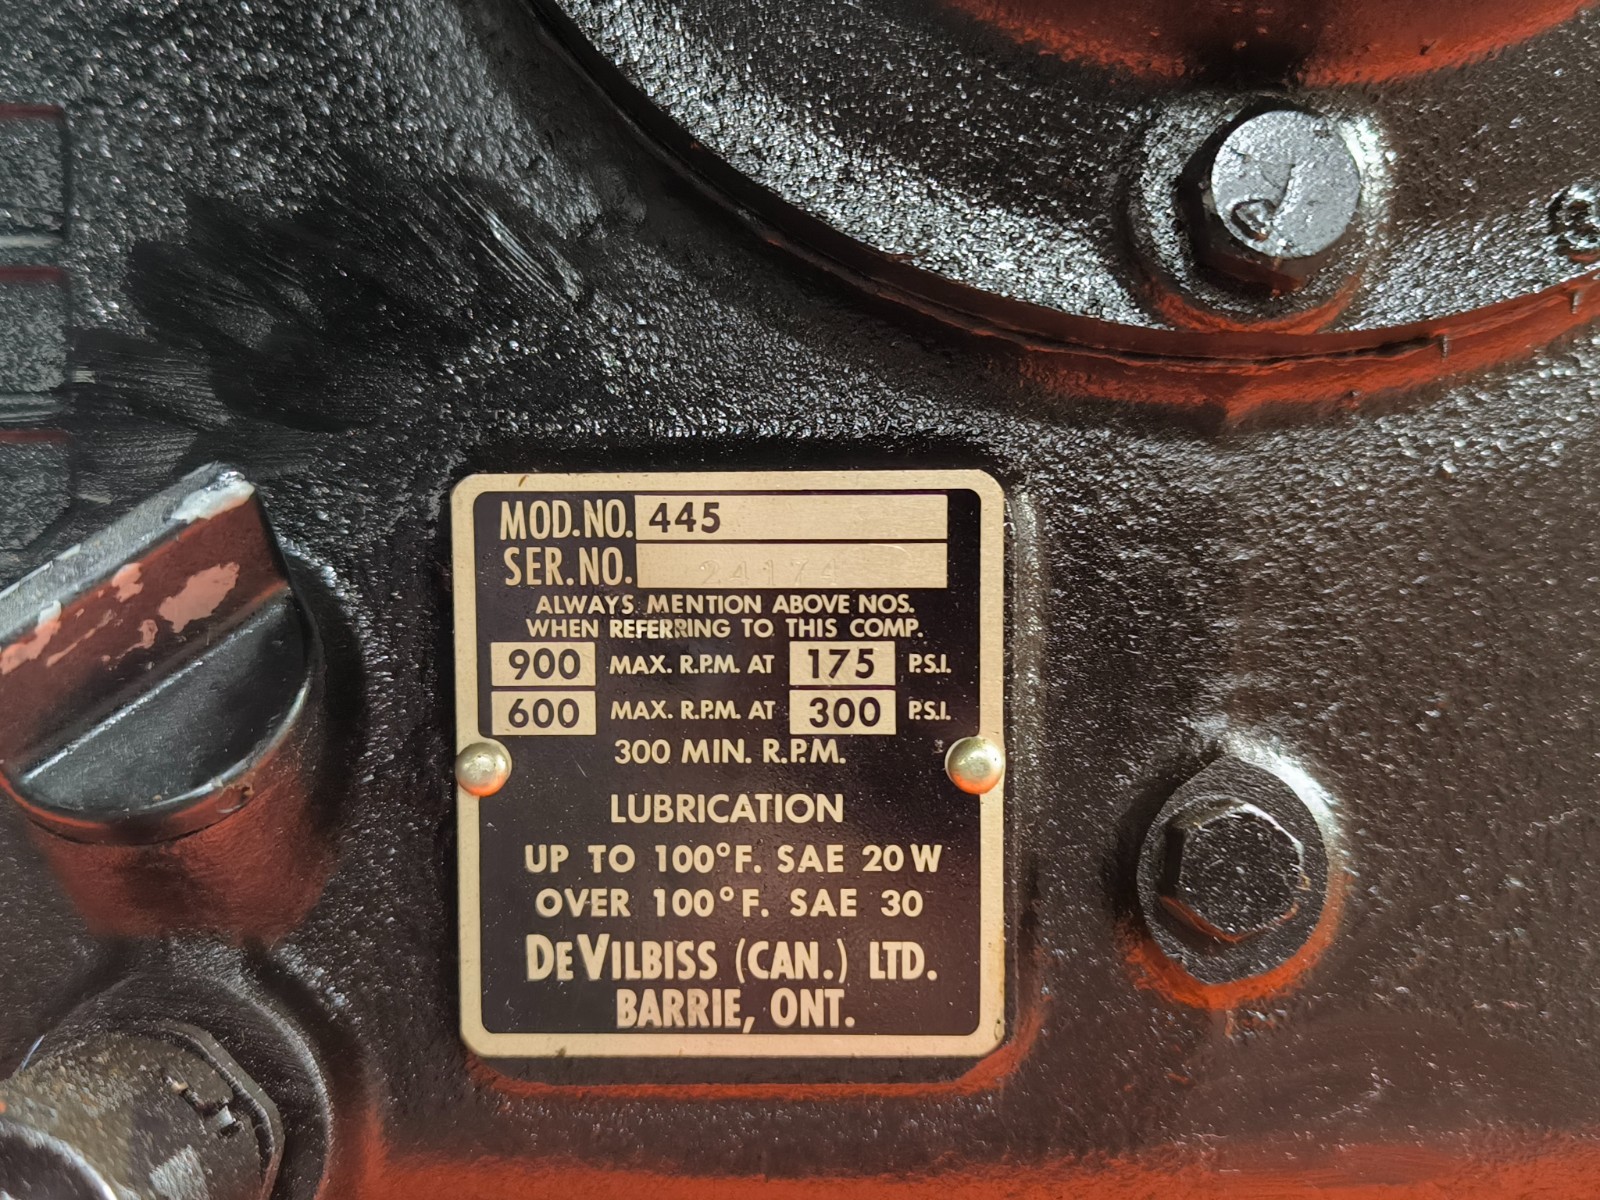 MOD.NO. 445
SER.NO. 24174
ALWAYS MENTION ABOVE NOS.
WHEN REFERRING TO THIS COMP.
900 MAX. R.P.M. AT 175 P.S.I.
600 MAX. R.P.M. AT 300 P.S.I.
300 MIN. R.P.M.
LUBRICATION
UP TO 100°F. SAE 20W
OVER 100°F. SAE 30
DEVILBISS (CAN.) LTD.
BARRIE, ONT.